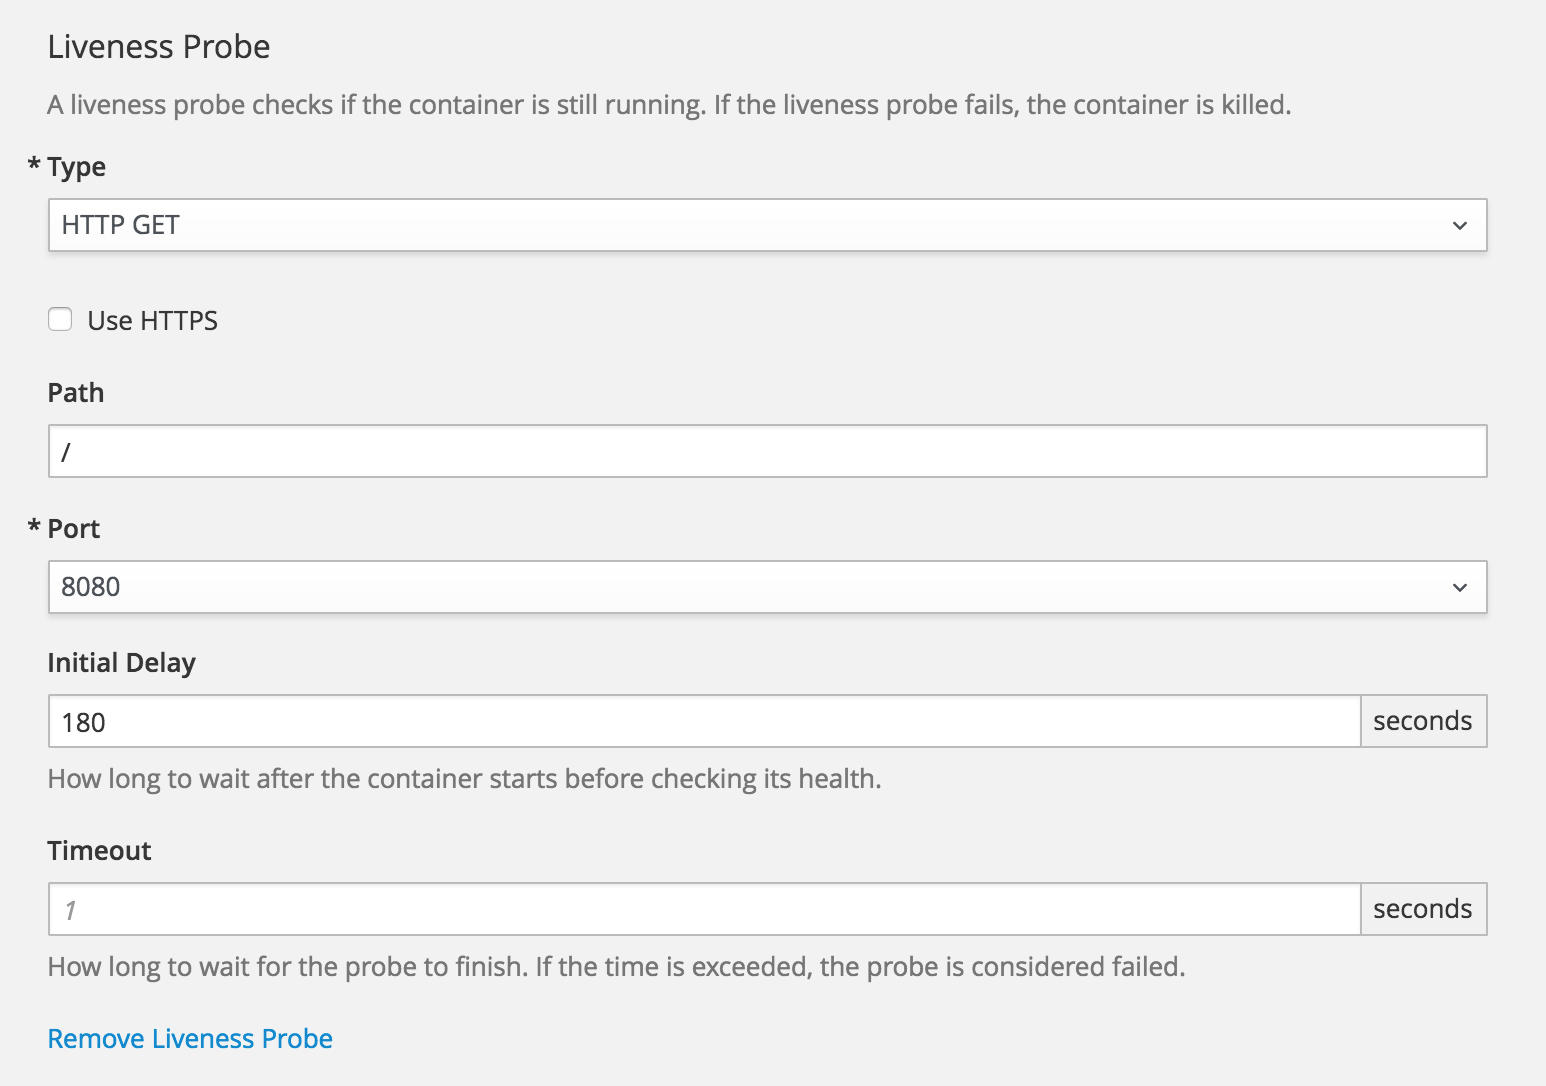 Liveness Probe
A liveness probe checks if the container is still running. If the liveness probe fails, the container is killed.
* Type
HTTP GET
Use HTTPS
Path
/
* Port
8080
Initial Delay
180 seconds
How long to wait after the container starts before checking its health.
Timeout
1 seconds
How long to wait for the probe to finish. If the time is exceeded, the probe is considered failed.
Remove Liveness Probe